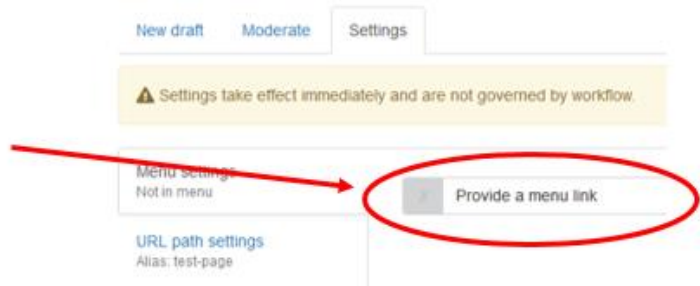 New draft Moderate Settings
Settings take effect immediately and are not governed by workflow.
Menu settings
Not in menu
Provide a menu link
URL path settings
Alias: test-page